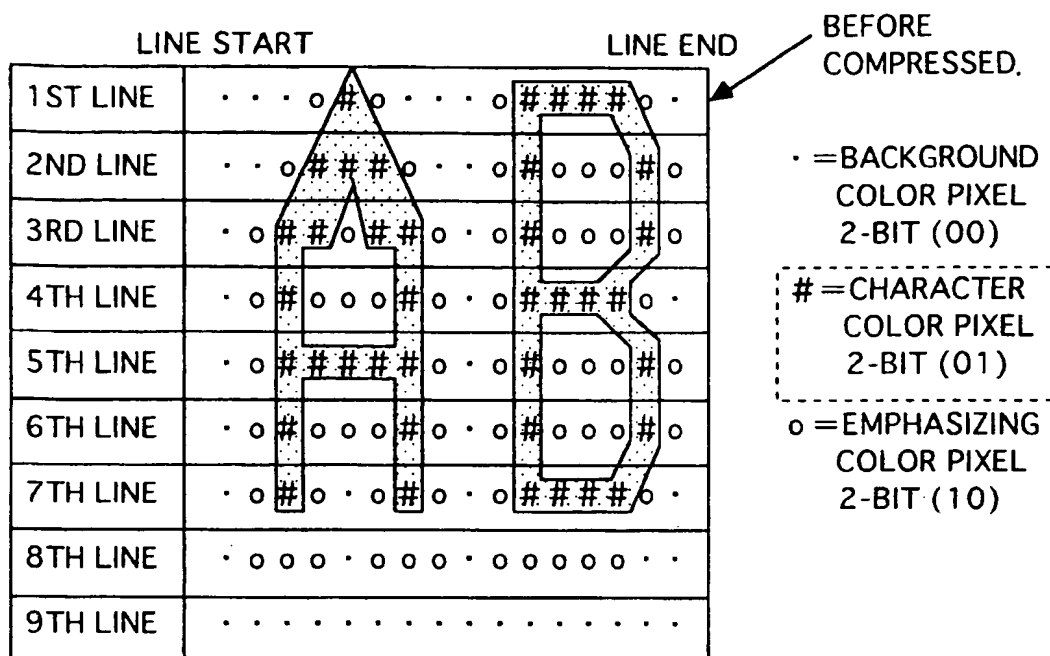 LINE START LINE END BEFORE
COMPRESSED.
1ST LINE · · · o # o · · · o # # # # o ·
2ND LINE · · o # # # o · · o # o o o # o
3RD LINE · o # # o # # o · o # o o o # o
4TH LINE · o # o o o # o · o # # # # o ·
5TH LINE · o # # # # # o · o # o o o # o
6TH LINE · o # o o o # o · o # o o o # o
7TH LINE · o # o · o # o · o # # # # o ·
8TH LINE · o o o · o o o · o o o o o · ·
9TH LINE · · · · · · · · · · · · · · · ·
· =BACKGROUND
COLOR PIXEL
2-BIT (00)
# =CHARACTER
COLOR PIXEL
2-BIT (01)
o =EMPHASIZING
COLOR PIXEL
2-BIT (10)